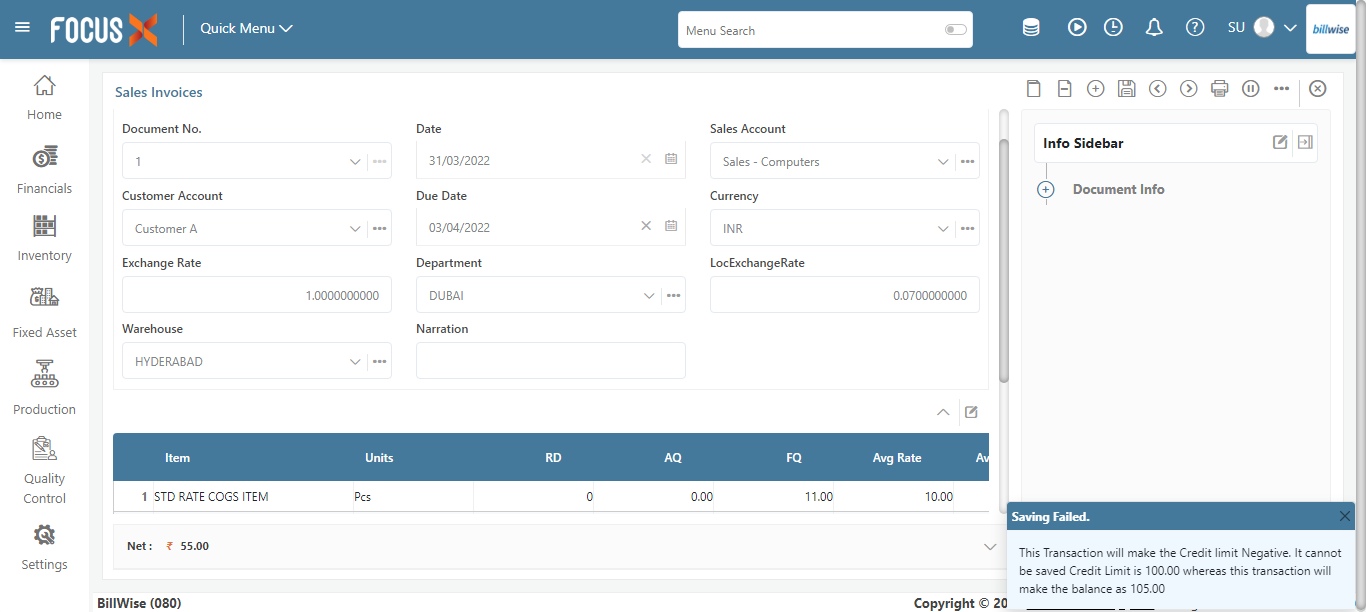 FOCUS X
Quick Menu
Menu Search
SU
billwise
Home
Financials
Inventory
Fixed Asset
Production
Quality
Control
Settings
Sales Invoices
Document No.
Date
Sales Account
1
31/03/2022
Sales - Computers
Customer Account
Due Date
Currency
Customer A
03/04/2022
INR
Exchange Rate
Department
LocExchangeRate
1.0000000000
DUBAI
0.0700000000
Warehouse
Narration
HYDERABAD
Item Units RD AQ FQ Avg Rate Av
1 STD RATE COGS ITEM Pcs 0 0.00 11.00 10.00
Net : ₹ 55.00
Info Sidebar
Document Info
Saving Failed.
This Transaction will make the Credit limit Negative. It cannot
be saved Credit Limit is 100.00 whereas this transaction will
make the balance as 105.00
BillWise (080)
Copyright © 20